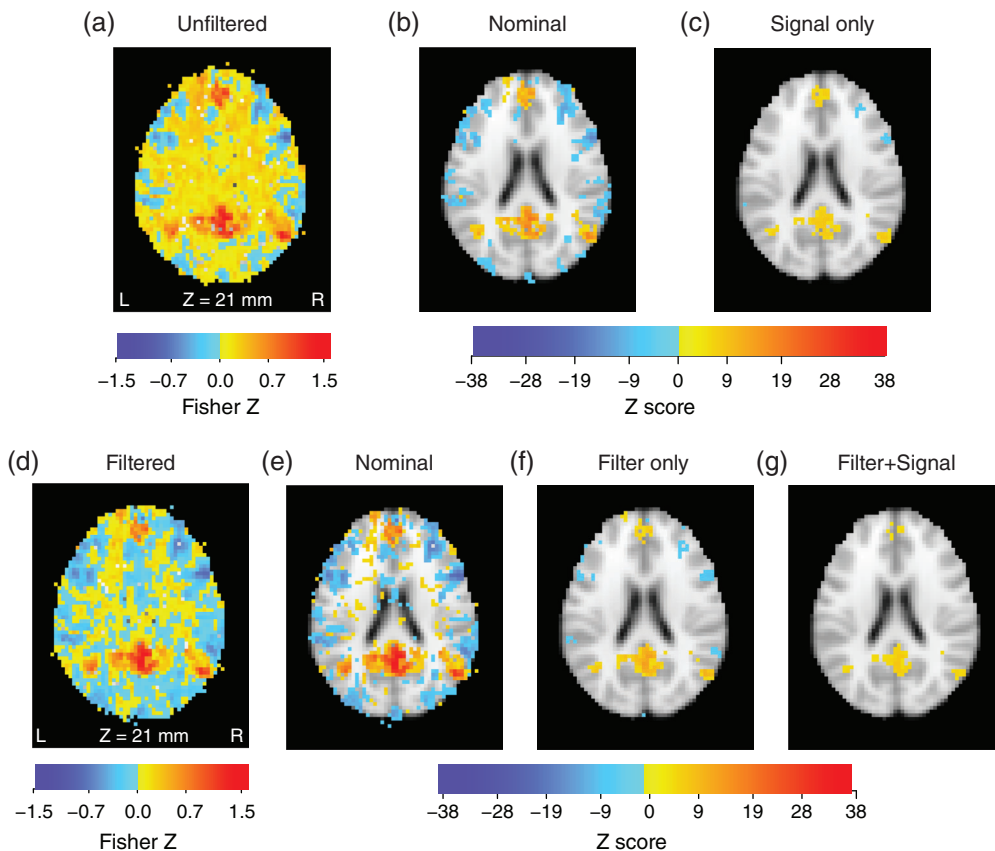 (a) Unfiltered (b) Nominal (c) Signal only
L Z = 21 mm R
−1.5 −0.7 0.0 0.7 1.5
Fisher Z
−38 −28 −19 −9 0 9 19 28 38
Z score
(d) Filtered (e) Nominal (f) Filter only (g) Filter+Signal
L Z = 21 mm R
−1.5 −0.7 0.0 0.7 1.5
Fisher Z
−38 −28 −19 −9 0 9 19 28 38
Z score